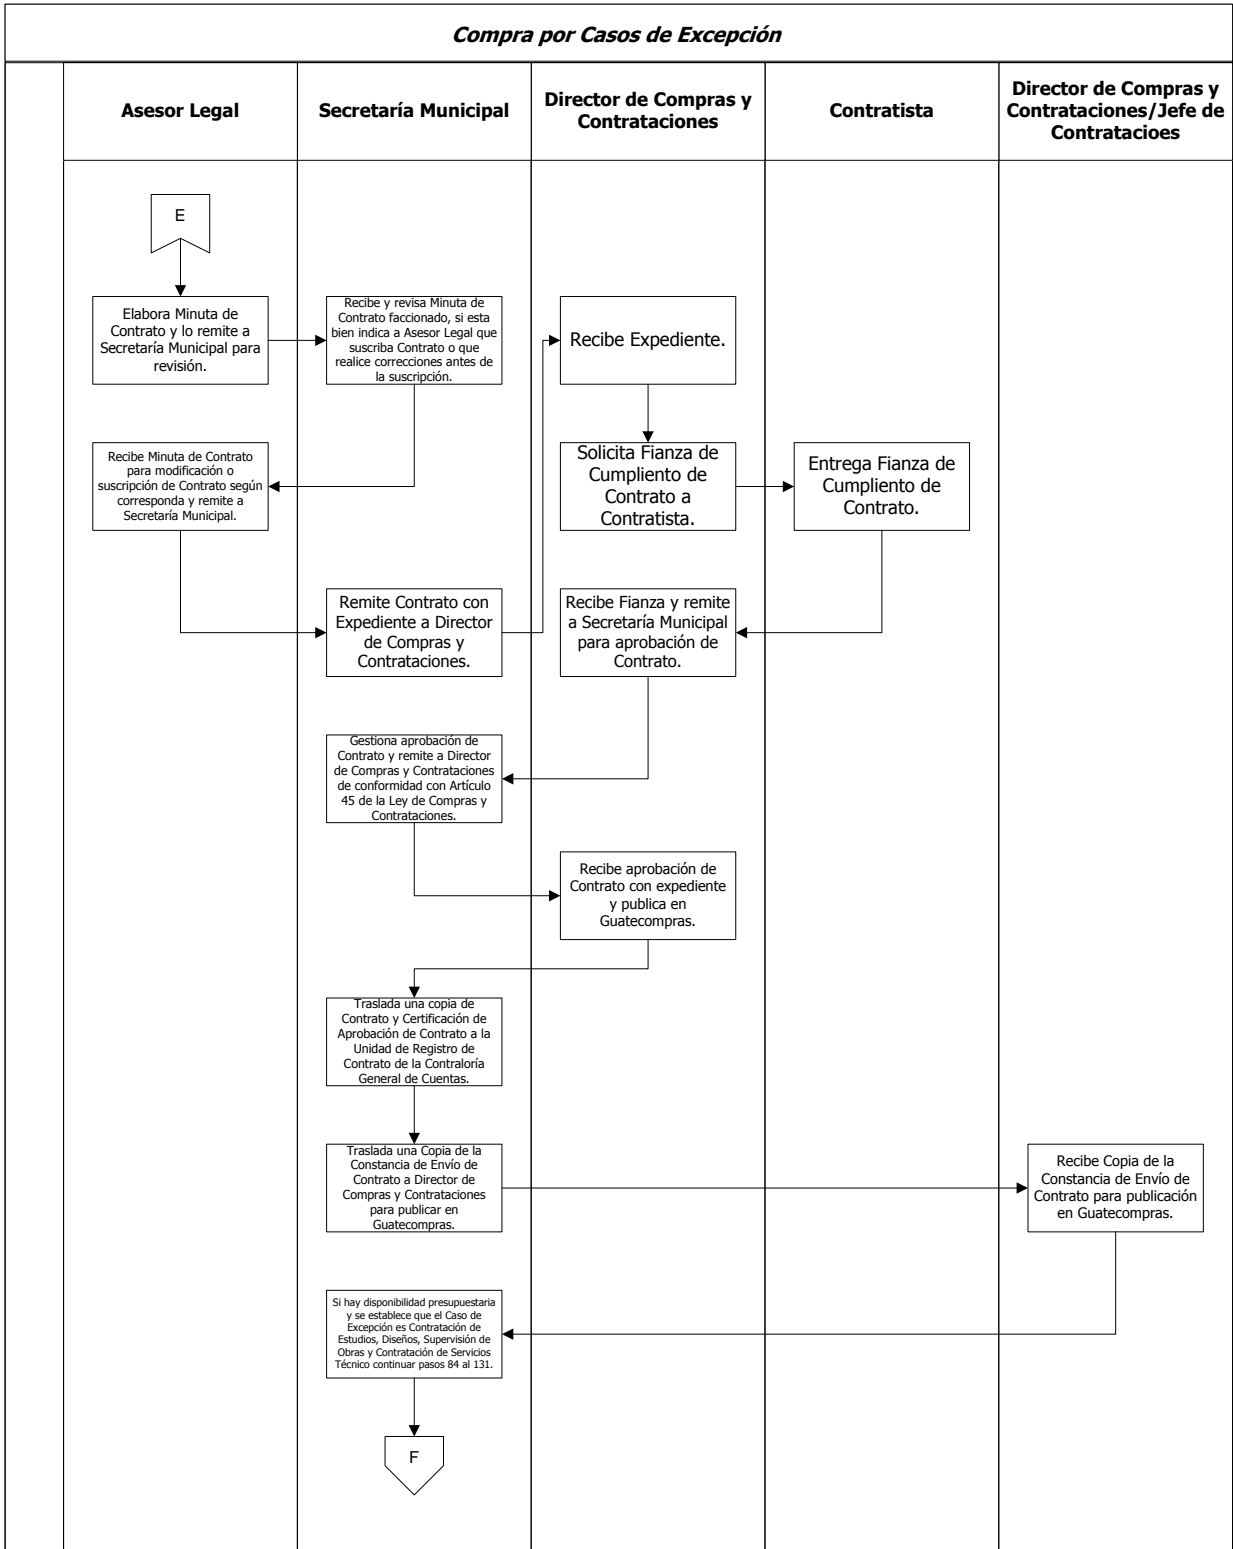 Compra por Casos de Excepción
Asesor Legal
Secretaría Municipal
Director de Compras y
Contrataciones
Contratista
Director de Compras y
Contrataciones/Jefe de
Contratacioes
E
Elabora Minuta de
Contrato y lo remite a
Secretaría Municipal para
revisión.
Recibe y revisa Minuta de
Contrato faccionado, si esta
bien indica a Asesor Legal que
suscriba Contrato o que
realice correcciones antes de
la suscripción.
Recibe Expediente.
Recibe Minuta de Contrato
para modificación o
suscripción de Contrato según
corresponda y remite a
Secretaría Municipal.
Solicita Fianza de
Cumpliento de
Contrato a
Contratista.
Entrega Fianza de
Cumpliento de
Contrato.
Remite Contrato con
Expediente a Director
de Compras y
Contrataciones.
Recibe Fianza y remite
a Secretaría Municipal
para aprobación de
Contrato.
Gestiona aprobación de
Contrato y remite a Director
de Compras y Contrataciones
de conformidad con Artículo
45 de la Ley de Compras y
Contrataciones.
Recibe aprobación de
Contrato con expediente
y publica en
Guatecompras.
Traslada una copia de
Contrato y Certificación de
Aprobación de Contrato a la
Unidad de Registro de
Contrato de la Contraloría
General de Cuentas.
Traslada una Copia de la
Constancia de Envío de
Contrato a Director de
Compras y Contrataciones
para publicar en
Guatecompras.
Recibe Copia de la
Constancia de Envío de
Contrato para publicación
en Guatecompras.
Si hay disponibilidad presupuestaria
y se establece que el Caso de
Excepción es Contratación de
Estudios, Diseños, Supervisión de
Obras y Contratación de Servicios
Técnico continuar pasos 84 al 131.
F